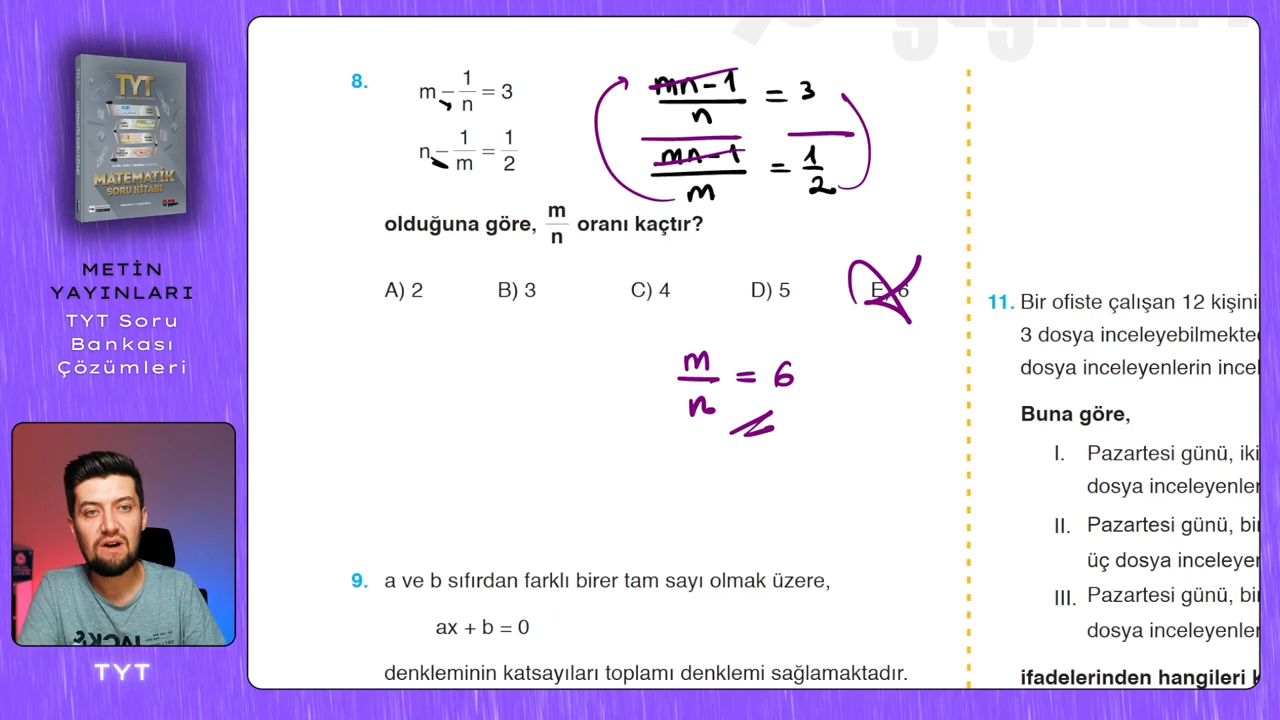 TYT
MATEMATİK
SORU KİTABI
METİN
YAYINLARI
TYT Soru
Bankası
Çözümleri
TYT
8.
m - 1/n = 3
n - 1/m = 1/2
mn-1/n = 3
mn-1/m = 1/2
olduğuna göre, m/n oranı kaçtır?
A) 2 B) 3 C) 4 D) 5 E) 6
m/n = 6
9. a ve b sıfırdan farklı birer tam sayı olmak üzere,
ax + b = 0
denkleminin katsayıları toplamı denklemi sağlamaktadır.
11. Bir ofiste çalışan 12 kişini
3 dosya inceleyebilmekte
dosya inceleyenlerin incel
Buna göre,
I. Pazartesi günü, iki
dosya inceleyenler
II. Pazartesi günü, bir
üç dosya inceleyer
III. Pazartesi günü, bir
dosya inceleyenler
ifadelerinden hangileri k